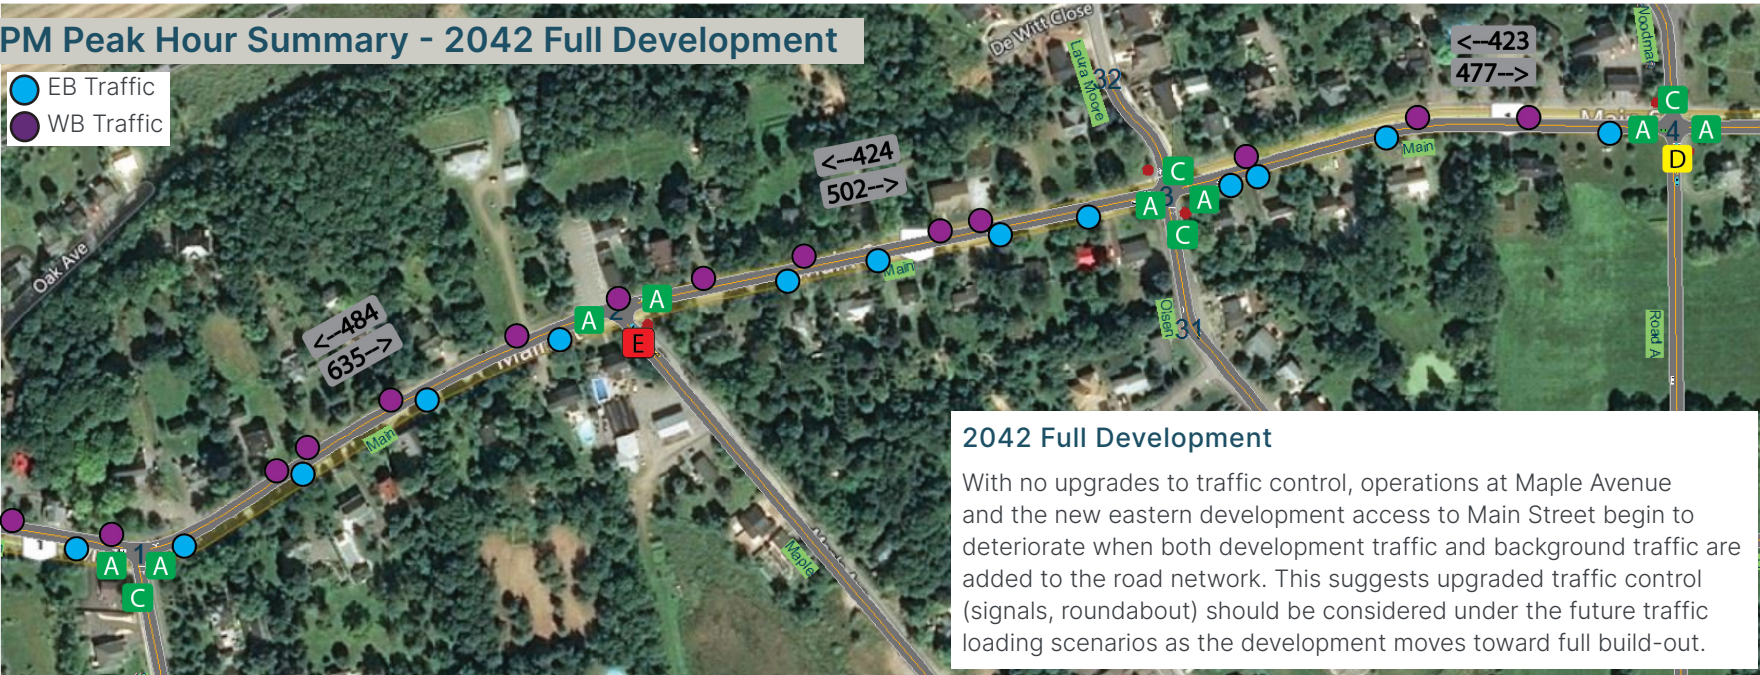 PM Peak Hour Summary - 2042 Full Development
EB Traffic
WB Traffic
De Witt Close
Laura Moore
32
<--423
477-->
C
A
4
A
D
Main
<--424
502-->
C
3
A
A
C
Main
Oak Ave
<--484
635-->
A
2
A
E
Olsen
31
Road A
Main
1
A
A
C
Maple
2042 Full Development
With no upgrades to traffic control, operations at Maple Avenue
and the new eastern development access to Main Street begin to
deteriorate when both development traffic and background traffic are
added to the road network. This suggests upgraded traffic control
(signals, roundabout) should be considered under the future traffic
loading scenarios as the development moves toward full build-out.